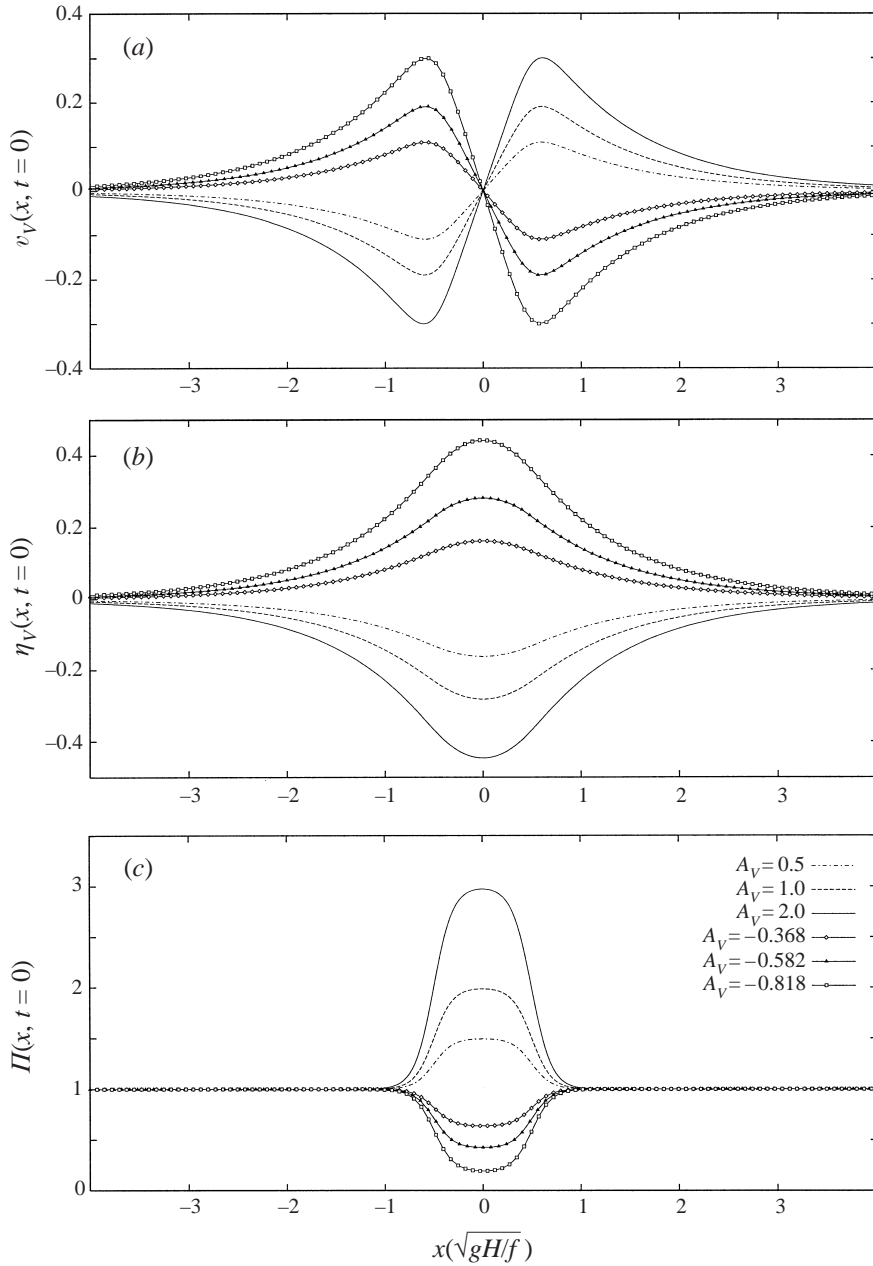 (a)
0.4
0.2
0
−0.2
−0.4
v_V(x, t = 0)
−3 −2 −1 0 1 2 3
(b)
0.4
0.2
0
−0.2
−0.4
η_V(x, t = 0)
−3 −2 −1 0 1 2 3
(c)
3
2
1
0
Π(x, t = 0)
A_V = 0.5
A_V = 1.0
A_V = 2.0
A_V = −0.368
A_V = −0.582
A_V = −0.818
−3 −2 −1 0 1 2 3
x(√gH/f)